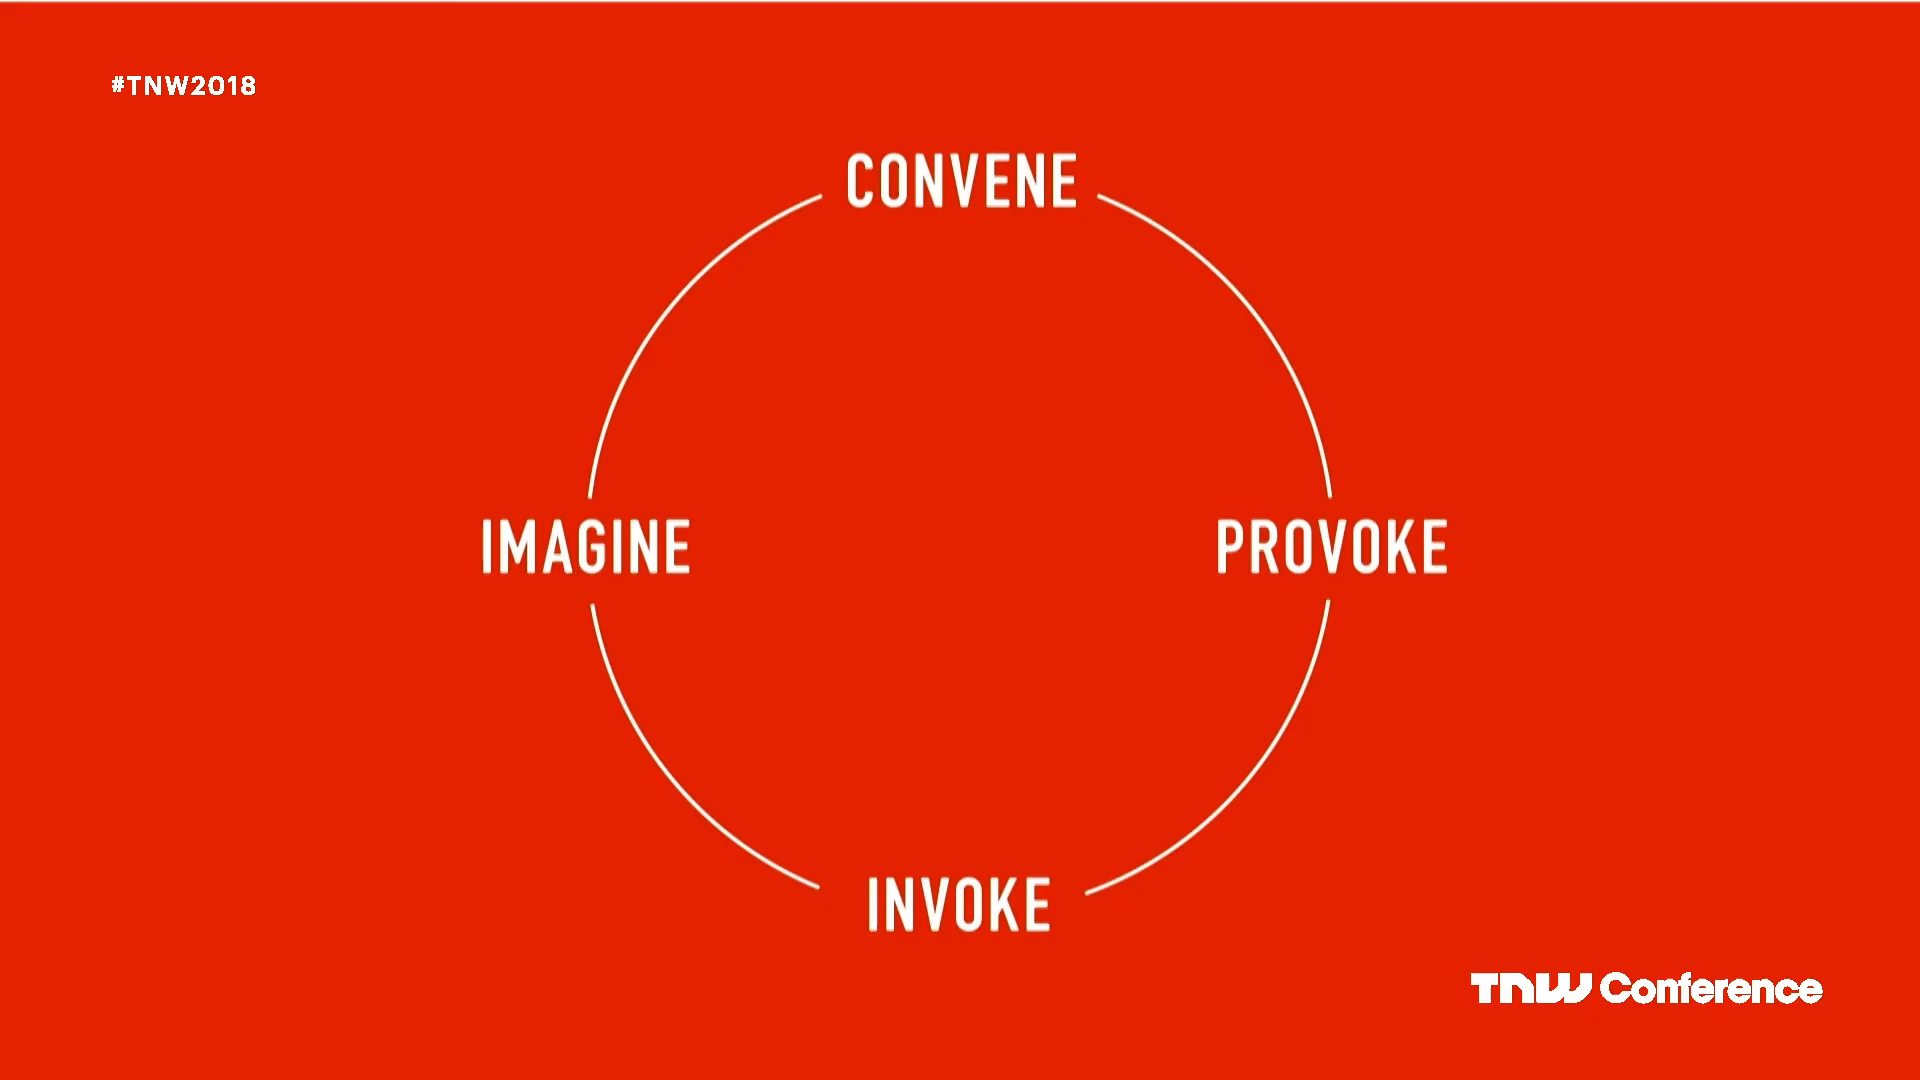 #TNW2018
CONVENE
IMAGINE
PROVOKE
INVOKE
TNW Conference